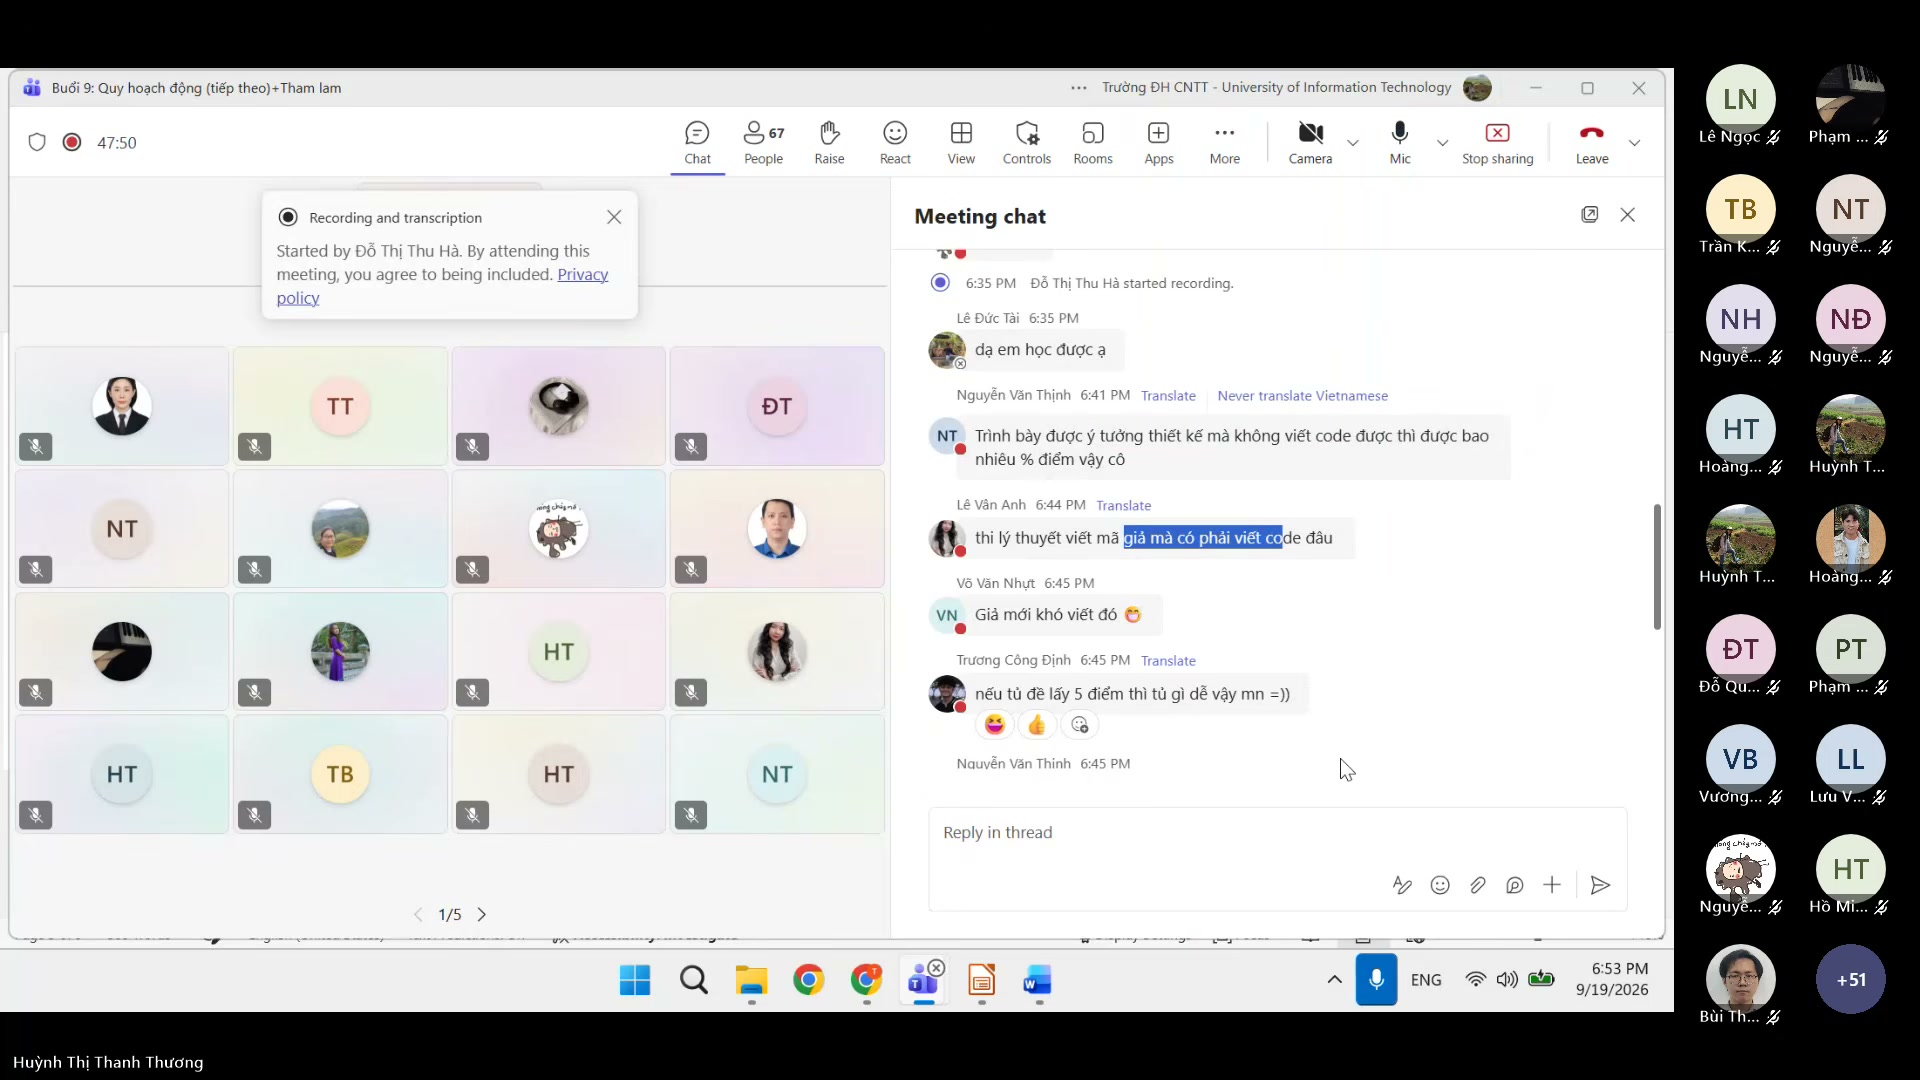 Buổi 9: Quy hoạch động (tiếp theo)+Tham lam
Trường ĐH CNTT - University of Information Technology
47:50
Chat
People
67
Raise
React
View
Controls
Rooms
Apps
More
Camera
Mic
Stop sharing
Leave
Recording and transcription
Started by Đỗ Thị Thu Hà. By attending this
meeting, you agree to being included. Privacy
policy
TT
ĐT
NT
HT
HT
TB
HT
NT
1/5
Meeting chat
6:35 PM Đỗ Thị Thu Hà started recording.
Lê Đức Tài 6:35 PM
dạ em học được ạ
Nguyễn Văn Thịnh 6:41 PM Translate Never translate Vietnamese
NT
Trình bày được ý tưởng thiết kế mà không viết code được thì được bao
nhiêu % điểm vậy cô
Lê Vân Anh 6:44 PM Translate
thi lý thuyết viết mã giả mà có phải viết code đâu
Võ Văn Nhựt 6:45 PM
VN
Giả mới khó viết đó
Trương Công Định 6:45 PM Translate
nếu tủ đề lấy 5 điểm thì tủ gì dễ vậy mn =))
Nguyễn Văn Thịnh 6:45 PM
Reply in thread
ENG
6:53 PM
9/19/2026
LN
Lê Ngọc
Phạm ...
TB
Trần K...
NT
Nguyễ...
NH
Nguyễ...
NĐ
Nguyễ...
HT
Hoàng...
Huỳnh T...
Huỳnh T...
Hoàng...
ĐT
Đỗ Qu...
PT
Phạm ...
VB
Vương...
LL
Lưu V...
Nguyễ...
HT
Hồ Mi...
Bùi Th...
+51
Huỳnh Thị Thanh Thương